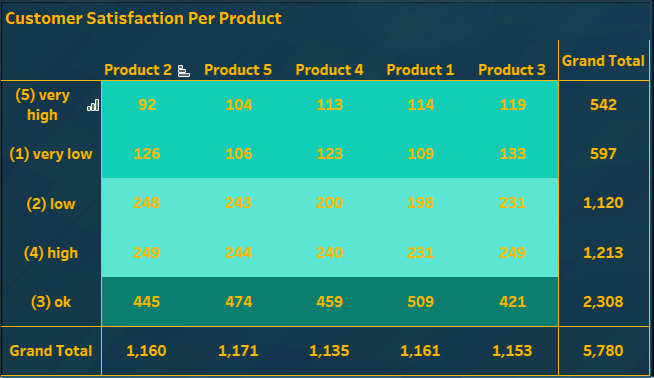 Customer Satisfaction Per Product
Product 2 Product 5 Product 4 Product 1 Product 3 Grand Total
(5) very high 92 104 113 114 119 542
(1) very low 126 106 123 109 133 597
(2) low 248 243 200 198 231 1,120
(4) high 249 244 240 231 249 1,213
(3) ok 445 474 459 509 421 2,308
Grand Total 1,160 1,171 1,135 1,161 1,153 5,780